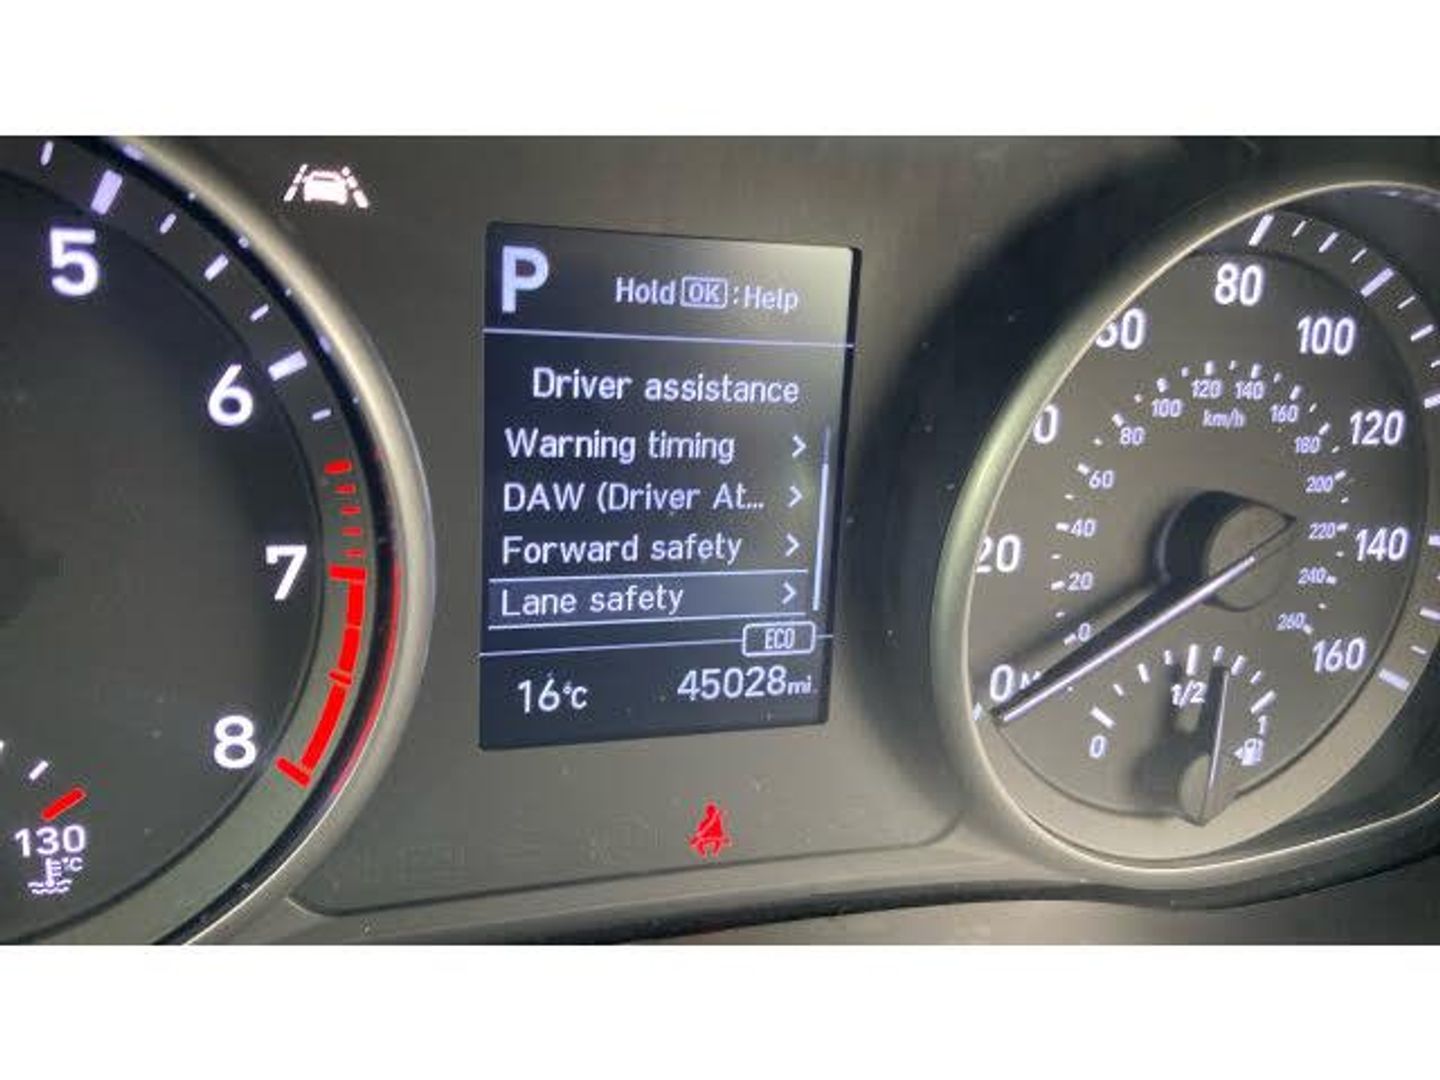 P
Hold OK : Help
Driver assistance
Warning timing >
DAW (Driver At... >
Forward safety >
Lane safety >
ECO
16°C 45028mi
5
6
7
8
130
°C
0
20
80
100
120
140
160
km/h
0
20
40
60
80
100
120
140
160
180
200
220
240
260
0
1/2
1